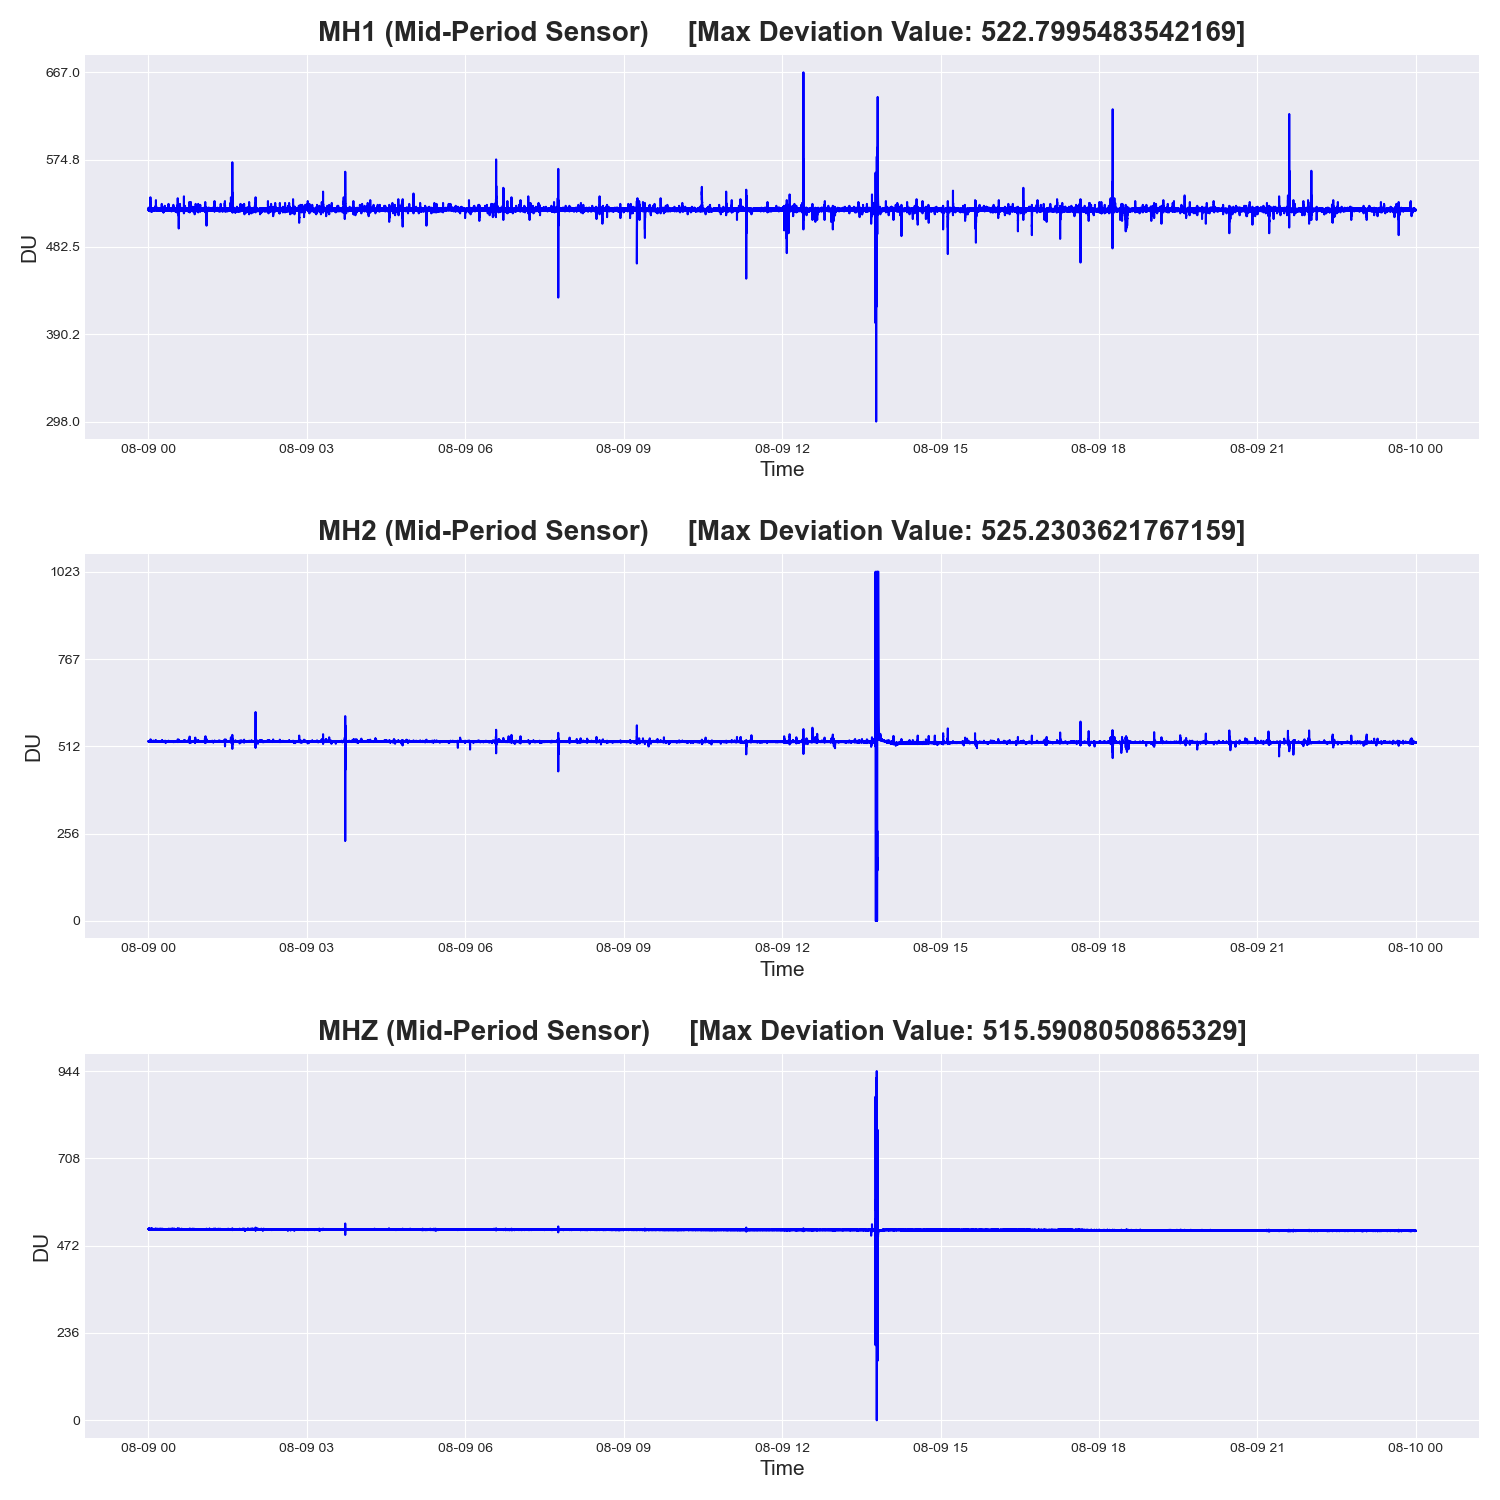 MH1 (Mid-Period Sensor) [Max Deviation Value: 522.7995483542169]
667.0
574.8
482.5
390.2
298.0
DU
08-09 00 08-09 03 08-09 06 08-09 09 08-09 12 08-09 15 08-09 18 08-09 21 08-10 00
Time
MH2 (Mid-Period Sensor) [Max Deviation Value: 525.2303621767159]
1023
767
512
256
0
DU
08-09 00 08-09 03 08-09 06 08-09 09 08-09 12 08-09 15 08-09 18 08-09 21 08-10 00
Time
MHZ (Mid-Period Sensor) [Max Deviation Value: 515.5908050865329]
944
708
472
236
0
DU
08-09 00 08-09 03 08-09 06 08-09 09 08-09 12 08-09 15 08-09 18 08-09 21 08-10 00
Time